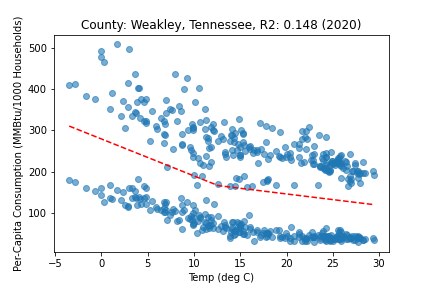 County: Weakley, Tennessee, R2: 0.148 (2020)
Per-Capita Consumption (MMBtu/1000 Households)
500
400
300
200
100
−5 0 5 10 15 20 25 30
Temp (deg C)